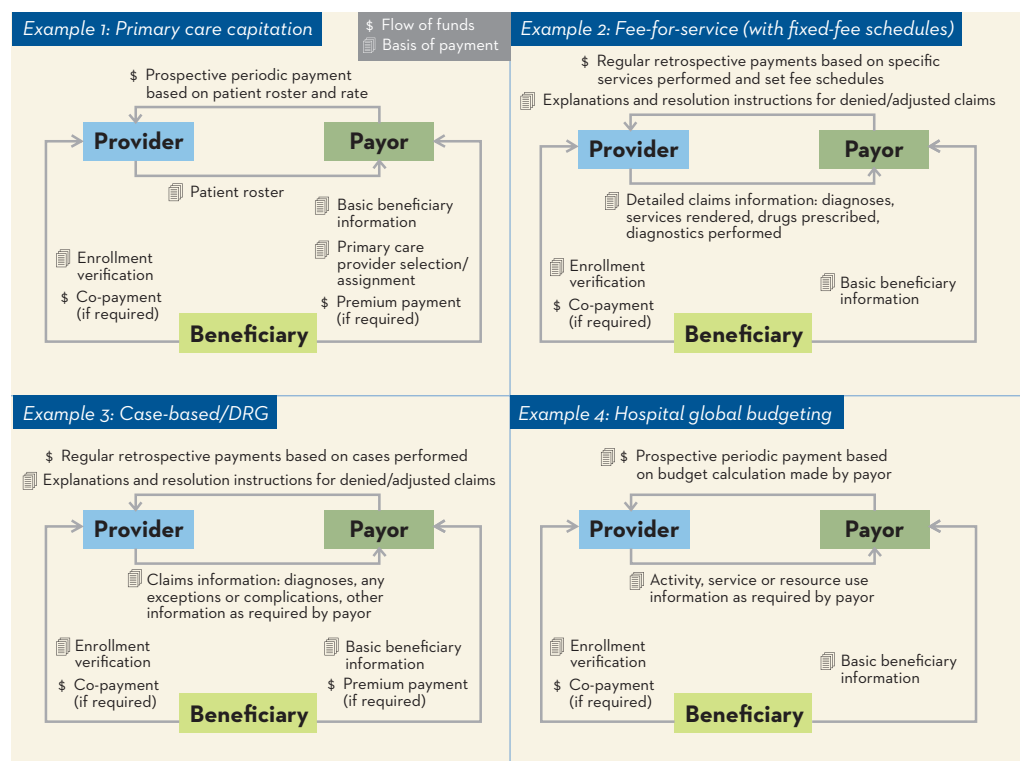 Example 1: Primary care capitation
$ Flow of funds
Basis of payment
$ Prospective periodic payment
based on patient roster and rate
Provider
Payor
Patient roster
Basic beneficiary
information
Primary care
provider selection/
assignment
$ Premium payment
(if required)
Enrollment
verification
$ Co-payment
(if required)
Beneficiary
Example 2: Fee-for-service (with fixed-fee schedules)
$ Regular retrospective payments based on specific
services performed and set fee schedules
Explanations and resolution instructions for denied/adjusted claims
Provider
Payor
Detailed claims information: diagnoses,
services rendered, drugs prescribed,
diagnostics performed
Enrollment
verification
$ Co-payment
(if required)
Basic beneficiary
information
Beneficiary
Example 3: Case-based/DRG
$ Regular retrospective payments based on cases performed
Explanations and resolution instructions for denied/adjusted claims
Provider
Payor
Claims information: diagnoses, any
exceptions or complications, other
information as required by payor
Enrollment
verification
$ Co-payment
(if required)
Basic beneficiary
information
$ Premium payment
(if required)
Beneficiary
Example 4: Hospital global budgeting
$ Prospective periodic payment based
on budget calculation made by payor
Provider
Payor
Activity, service or resource use
information as required by payor
Enrollment
verification
$ Co-payment
(if required)
Basic beneficiary
information
Beneficiary